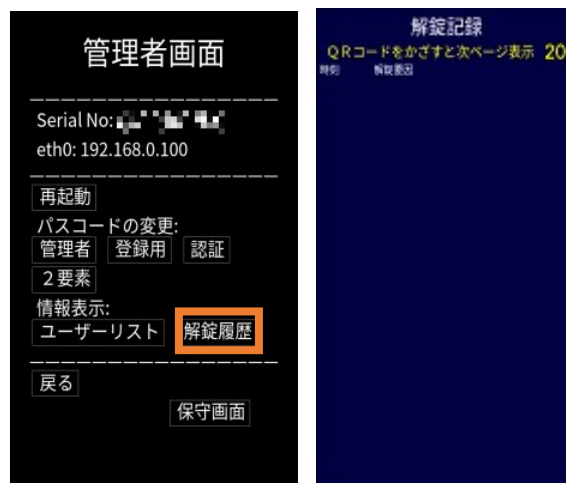 管理者画面
Serial No:
eth0: 192.168.0.100
再起動
パスコードの変更:
管理者 登録用 認証
2要素
情報表示:
ユーザーリスト 解錠履歴
戻る
保守画面
解錠記録
QRコードをかざすと次ページ表示 20
時刻 解錠要因